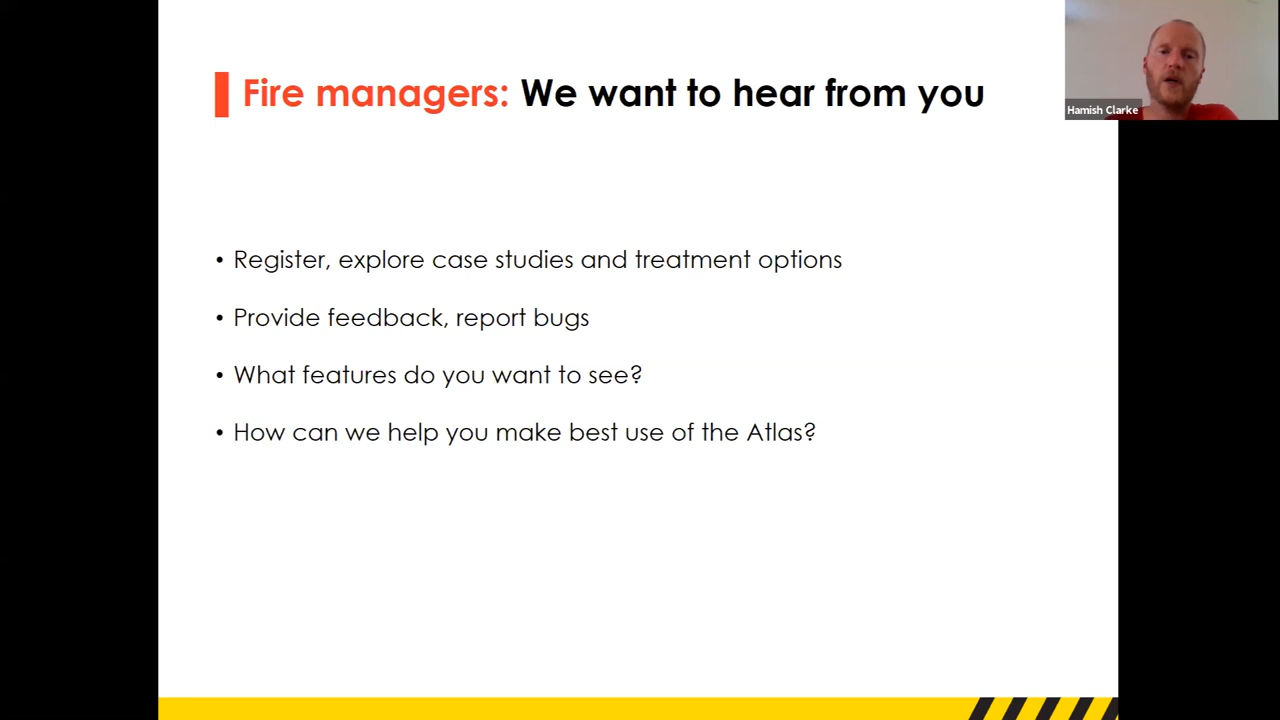 Fire managers: We want to hear from you
Hamish Clarke
• Register, explore case studies and treatment options
• Provide feedback, report bugs
• What features do you want to see?
• How can we help you make best use of the Atlas?